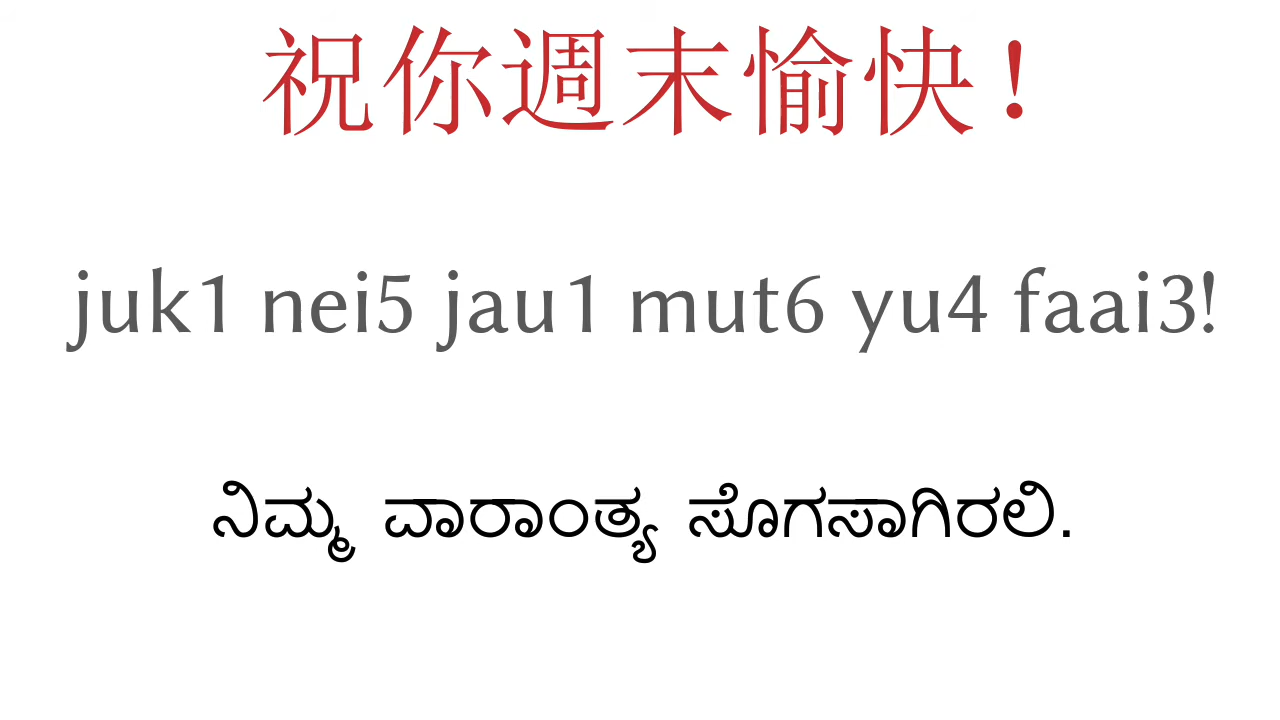 祝你週末愉快！
juk1 nei5 jau1 mut6 yu4 faai3!
ನಿಮ್ಮ ವಾರಾಂತ್ಯ ಸೊಗಸಾಗಿರಲಿ.